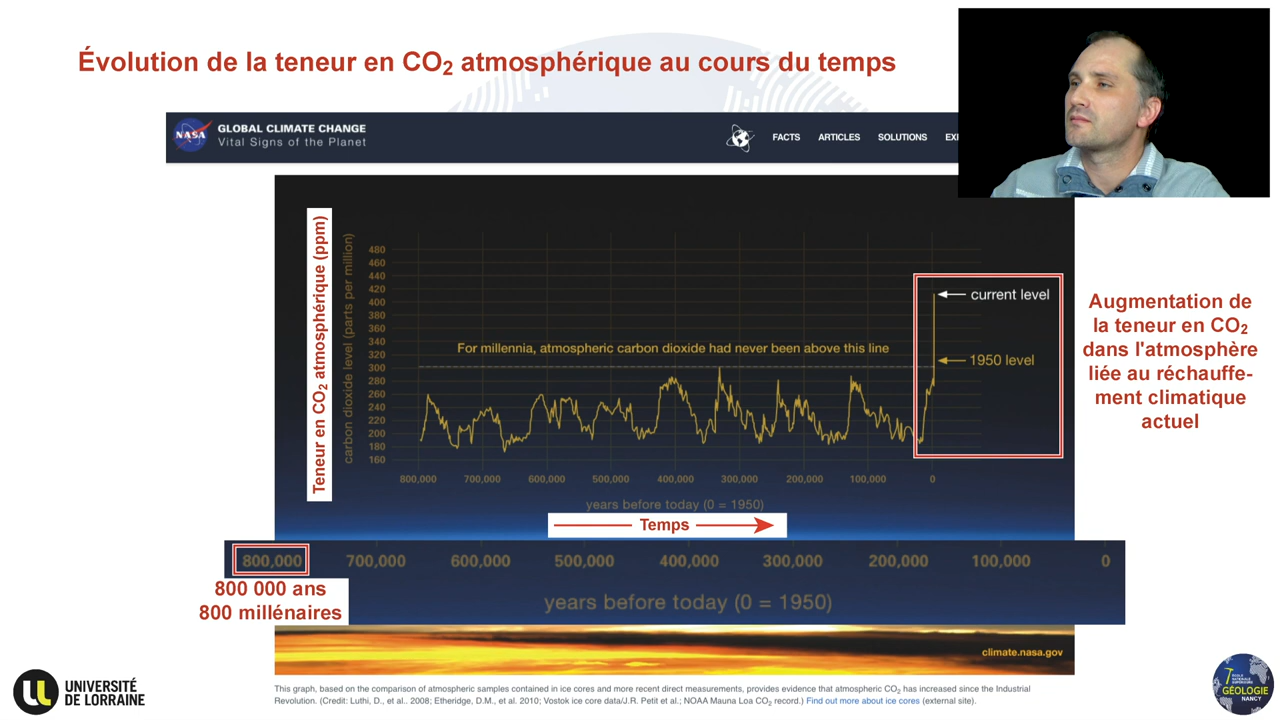 Évolution de la teneur en CO₂ atmosphérique au cours du temps
NASA
GLOBAL CLIMATE CHANGE
Vital Signs of the Planet
FACTS ARTICLES SOLUTIONS
Teneur en CO₂ atmosphérique (ppm)
carbon dioxide level (parts per million)
480
460
440
420
400
380
360
340
320
300
280
260
240
220
200
180
160
For millennia, atmospheric carbon dioxide had never been above this line
current level
1950 level
800,000 700,000 600,000 500,000 400,000 300,000 200,000 100,000 0
years before today (0 = 1950)
Temps
Augmentation de
la teneur en CO₂
dans l'atmosphère
liée au réchauffe-
ment climatique
actuel
800,000 700,000 600,000 500,000 400,000 300,000 200,000 100,000 0
years before today (0 = 1950)
800 000 ans
800 millénaires
climate.nasa.gov
This graph, based on the comparison of atmospheric samples contained in ice cores and more recent direct measurements, provides evidence that atmospheric CO₂ has increased since the Industrial
Revolution. (Credit: Luthi, D., et al.. 2008; Etheridge, D.M., et al. 2010; Vostok ice core data/J.R. Petit et al.; NOAA Mauna Loa CO₂ record.) Find out more about ice cores (external site).
UNIVERSITÉ
DE LORRAINE
GÉOLOGIE
NANCY